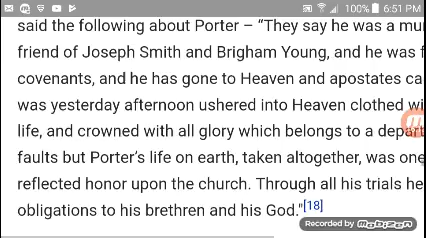 100% 6:51 PM
said the following about Porter – "They say he was a mu
friend of Joseph Smith and Brigham Young, and he was f
covenants, and he has gone to Heaven and apostates ca
was yesterday afternoon ushered into Heaven clothed wi
life, and crowned with all glory which belongs to a depart
faults but Porter's life on earth, taken altogether, was one
reflected honor upon the church. Through all his trials he
obligations to his brethren and his God."[18]
Recorded by mobizen